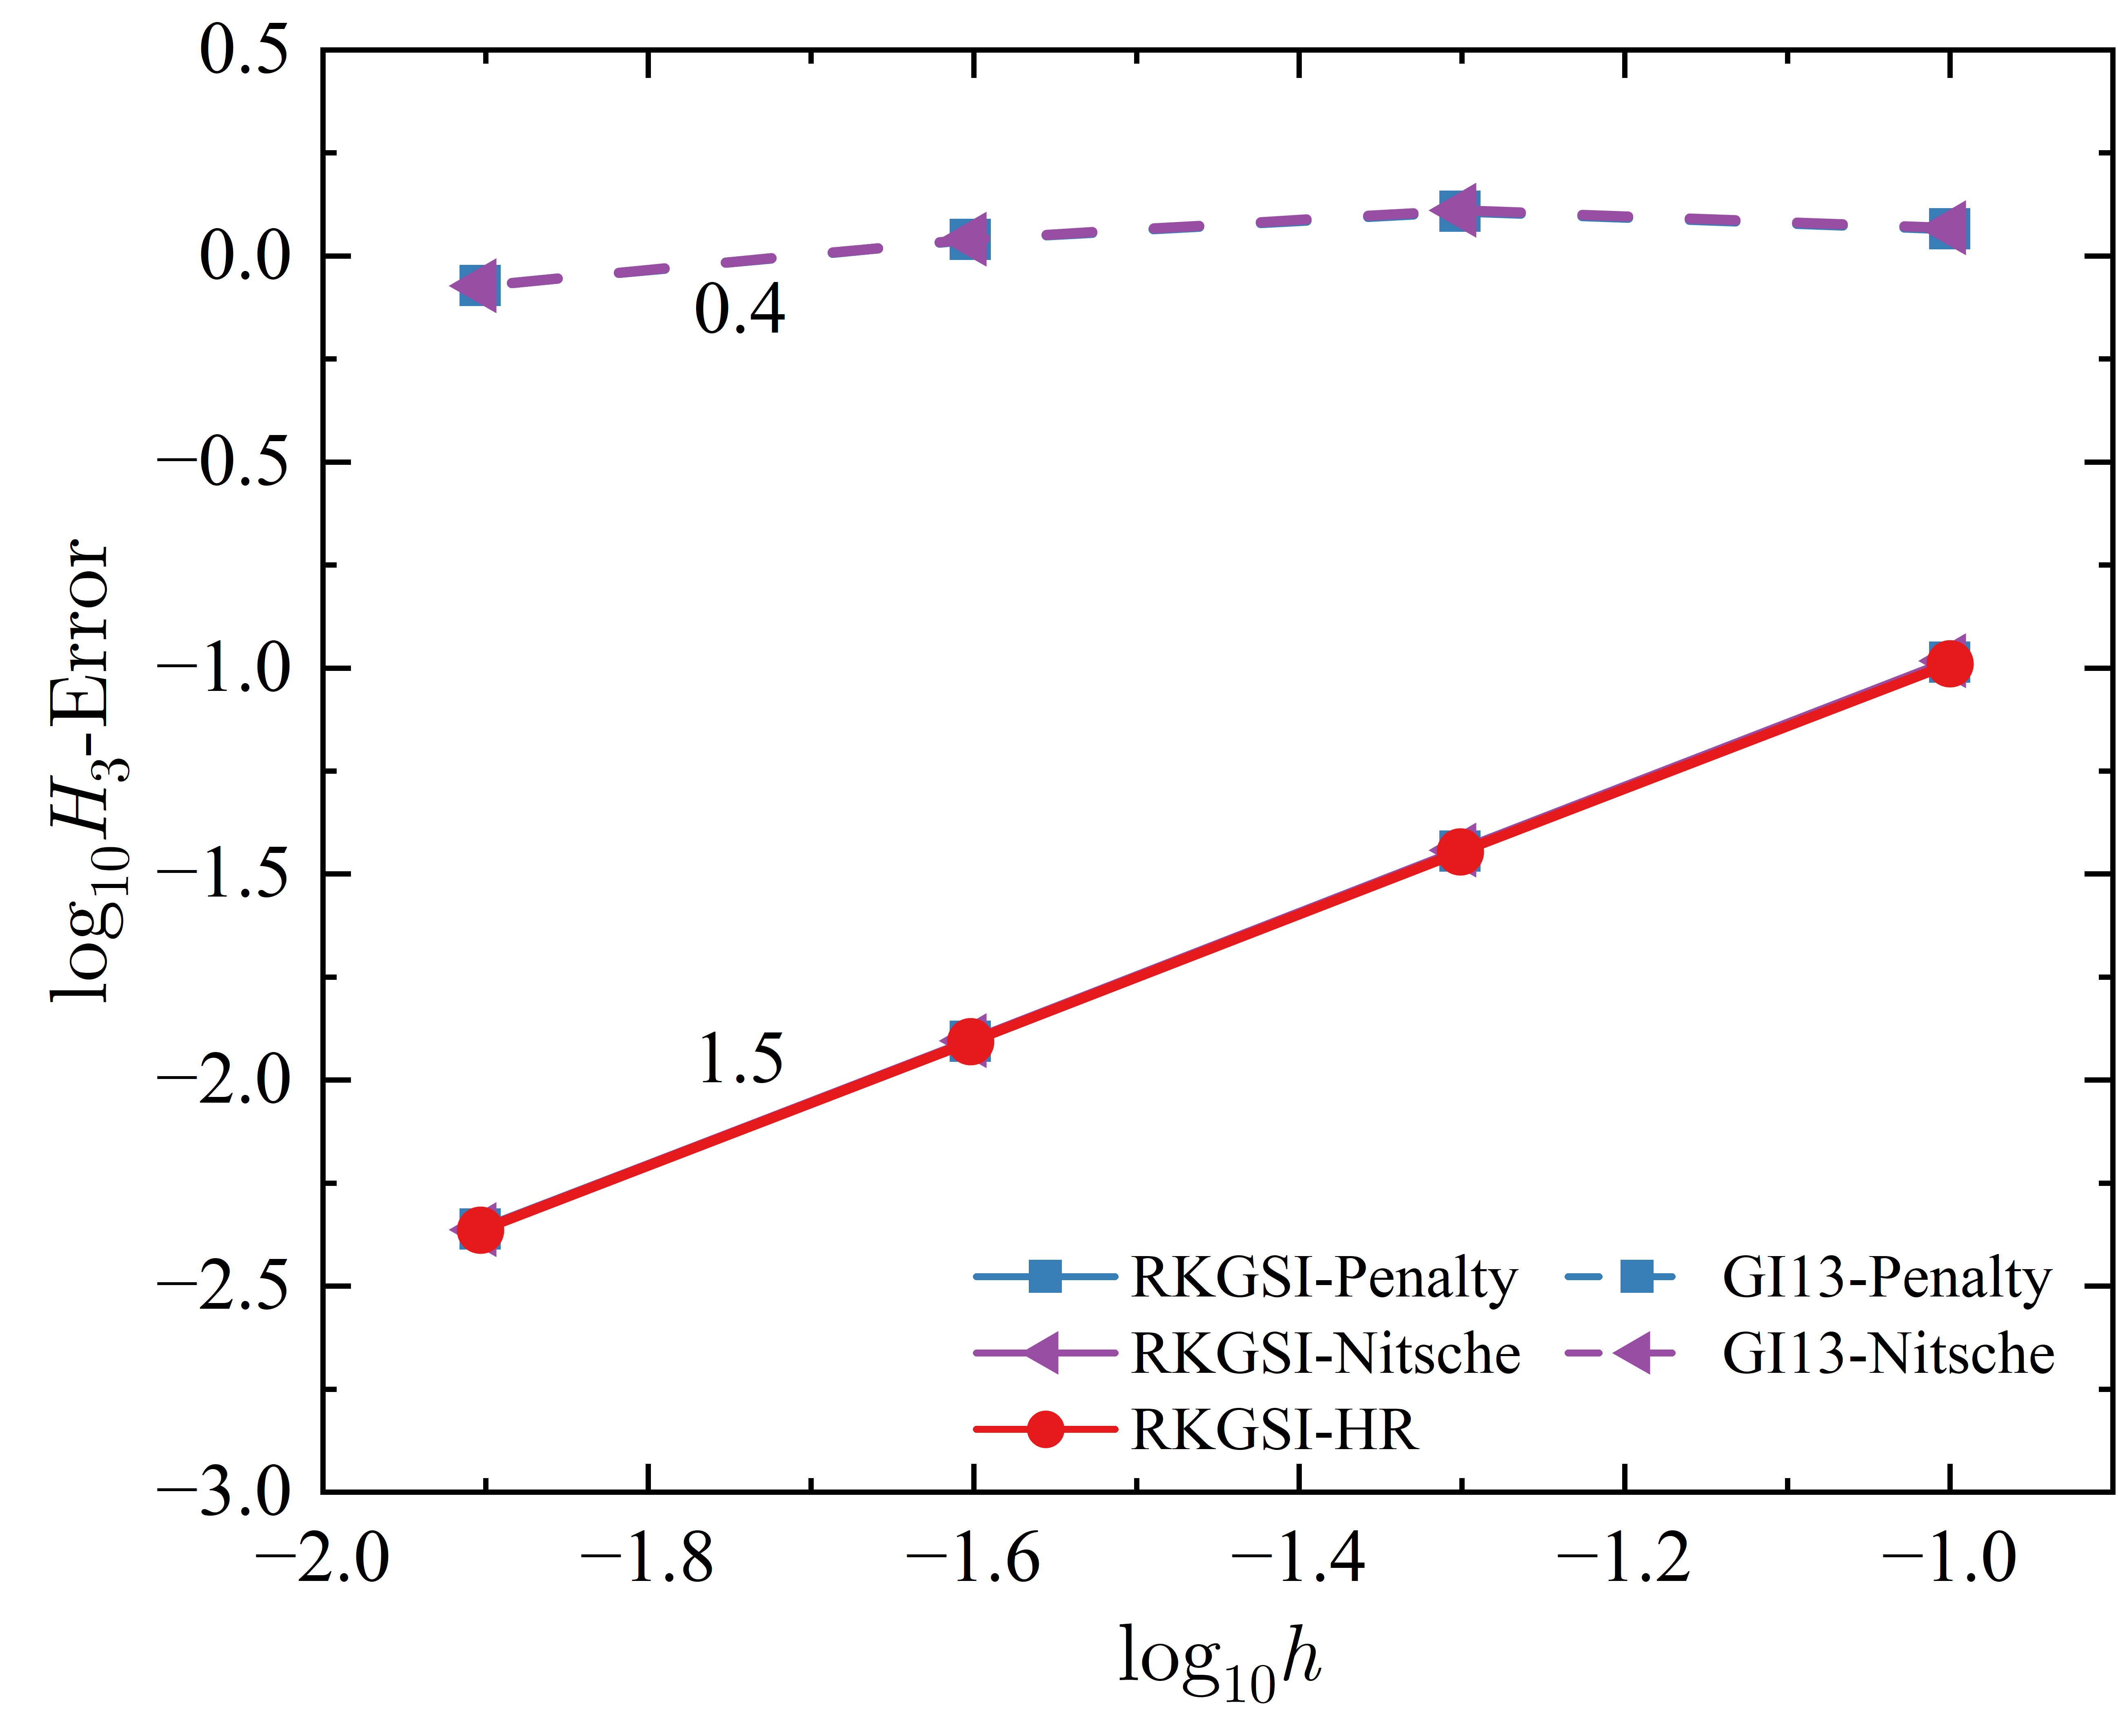 0.5
0.0
−0.5
−1.0
−1.5
−2.0
−2.5
−3.0
log₁₀H₃-Error
0.4
1.5
RKGSI-Penalty
GI13-Penalty
RKGSI-Nitsche
GI13-Nitsche
RKGSI-HR
−2.0 −1.8 −1.6 −1.4 −1.2 −1.0
log₁₀h